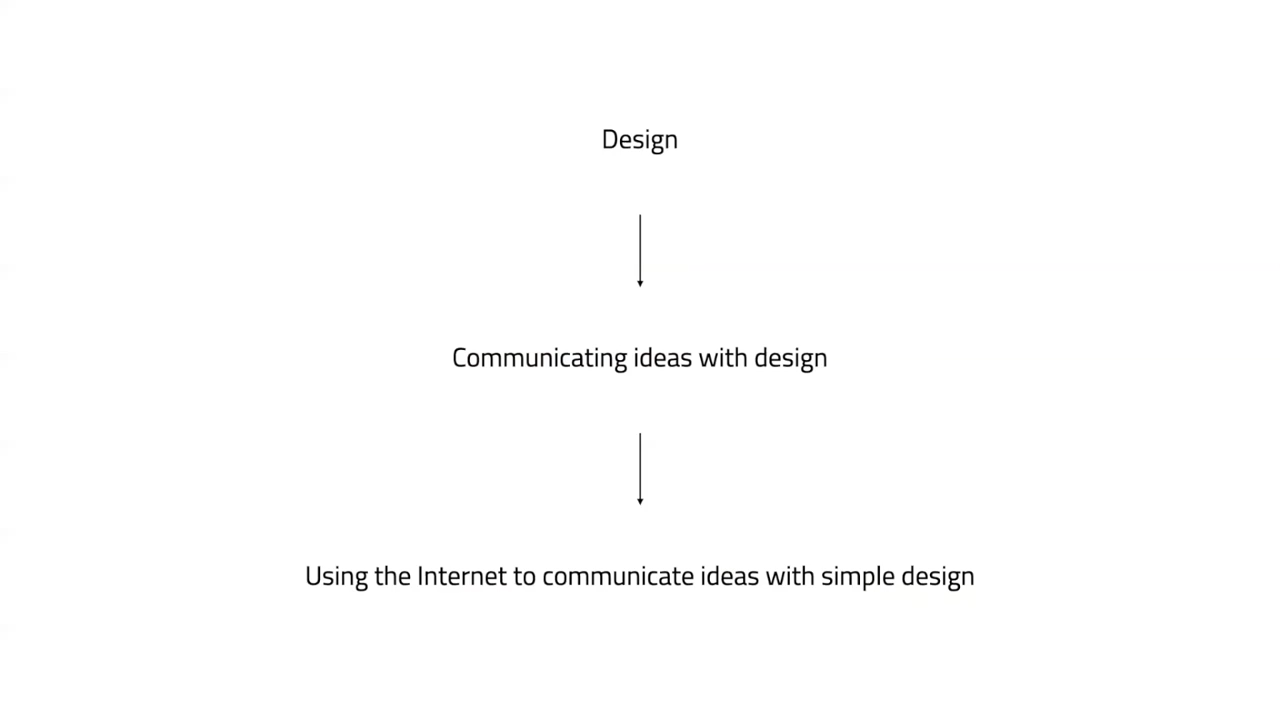 Design
Communicating ideas with design
Using the Internet to communicate ideas with simple design